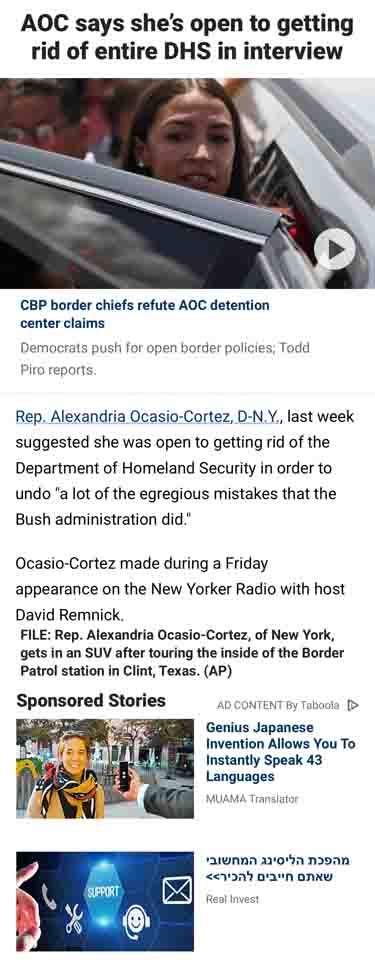 AOC says she’s open to getting
rid of entire DHS in interview
CBP border chiefs refute AOC detention
center claims
Democrats push for open border policies; Todd
Piro reports.
Rep. Alexandria Ocasio-Cortez, D-N.Y., last week
suggested she was open to getting rid of the
Department of Homeland Security in order to
undo "a lot of the egregious mistakes that the
Bush administration did."
Ocasio-Cortez made during a Friday
appearance on the New Yorker Radio with host
David Remnick.
FILE: Rep. Alexandria Ocasio-Cortez, of New York,
gets in an SUV after touring the inside of the Border
Patrol station in Clint, Texas. (AP)
Sponsored Stories
AD CONTENT By Taboola
Genius Japanese
Invention Allows You To
Instantly Speak 43
Languages
MUAMA Translator
SUPPORT
מהפכת הליסינג המחשובי
שאתם חייבים להכיר>>
Real Invest